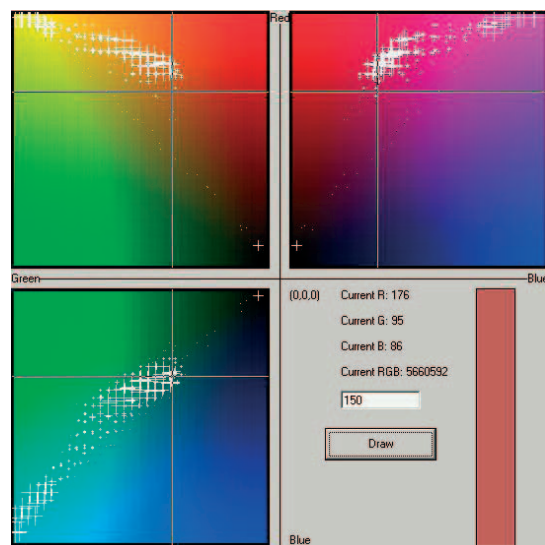 Red
Green
Blue
(0,0,0)
Current R: 176
Current G: 95
Current B: 86
Current RGB: 5660592
150
Draw
Blue